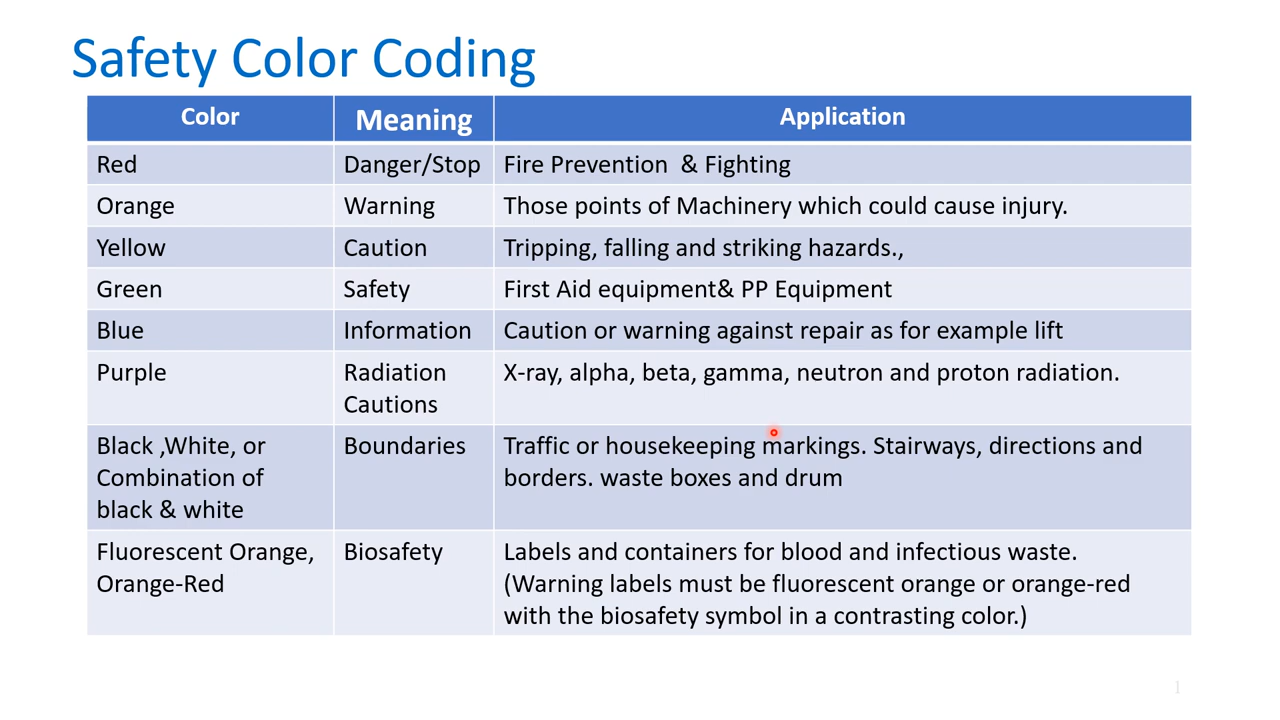 Safety Color Coding
Color Meaning Application
Red Danger/Stop Fire Prevention & Fighting
Orange Warning Those points of Machinery which could cause injury.
Yellow Caution Tripping, falling and striking hazards.,
Green Safety First Aid equipment& PP Equipment
Blue Information Caution or warning against repair as for example lift
Purple Radiation Cautions X-ray, alpha, beta, gamma, neutron and proton radiation.
Black ,White, or
Combination of
black & white
Boundaries
Traffic or housekeeping markings. Stairways, directions and
borders. waste boxes and drum
Fluorescent Orange,
Orange-Red
Biosafety
Labels and containers for blood and infectious waste.
(Warning labels must be fluorescent orange or orange-red
with the biosafety symbol in a contrasting color.)
1